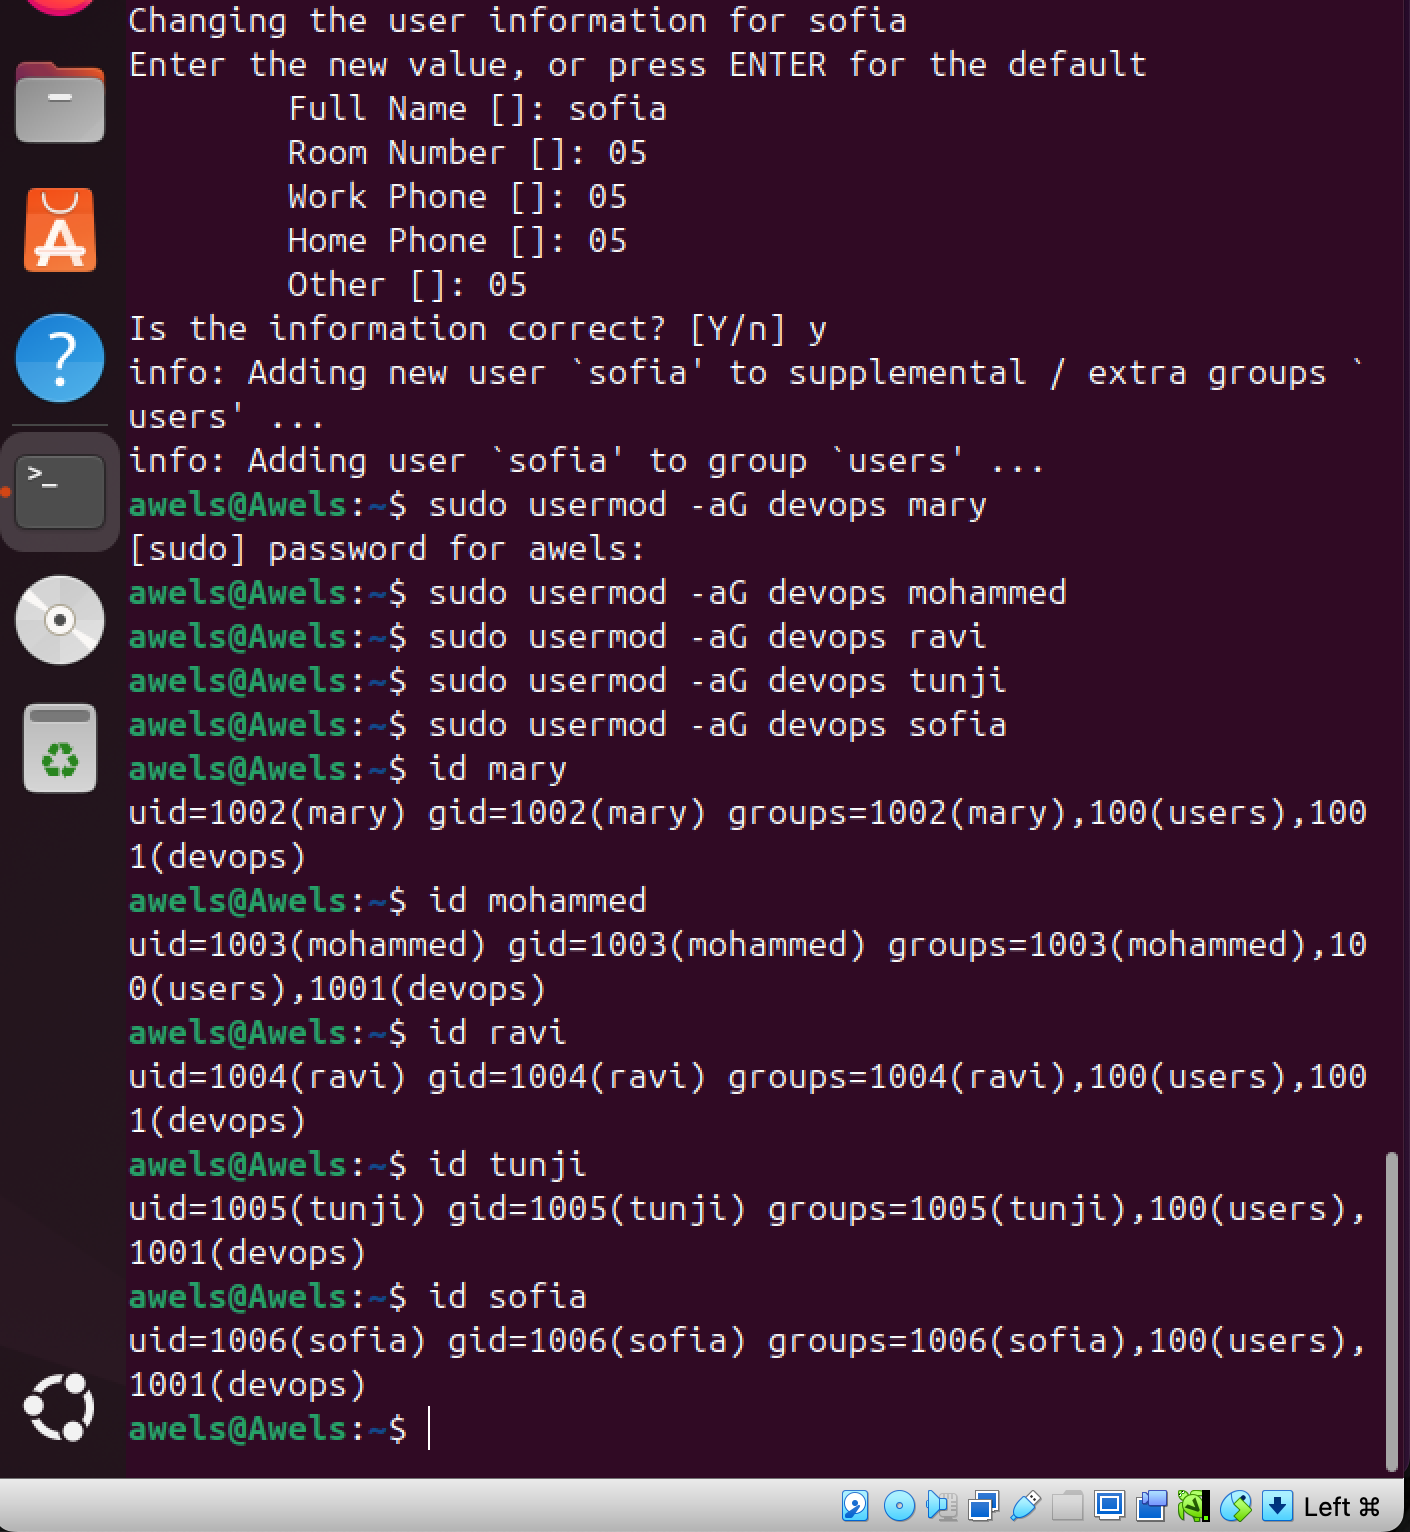 Changing the user information for sofia
Enter the new value, or press ENTER for the default
        Full Name []: sofia
        Room Number []: 05
        Work Phone []: 05
        Home Phone []: 05
        Other []: 05
Is the information correct? [Y/n] y
info: Adding new user `sofia' to supplemental / extra groups `
users' ...
info: Adding user `sofia' to group `users' ...
awels@Awels:~$ sudo usermod -aG devops mary
[sudo] password for awels:
awels@Awels:~$ sudo usermod -aG devops mohammed
awels@Awels:~$ sudo usermod -aG devops ravi
awels@Awels:~$ sudo usermod -aG devops tunji
awels@Awels:~$ sudo usermod -aG devops sofia
awels@Awels:~$ id mary
uid=1002(mary) gid=1002(mary) groups=1002(mary),100(users),100
1(devops)
awels@Awels:~$ id mohammed
uid=1003(mohammed) gid=1003(mohammed) groups=1003(mohammed),10
0(users),1001(devops)
awels@Awels:~$ id ravi
uid=1004(ravi) gid=1004(ravi) groups=1004(ravi),100(users),100
1(devops)
awels@Awels:~$ id tunji
uid=1005(tunji) gid=1005(tunji) groups=1005(tunji),100(users),
1001(devops)
awels@Awels:~$ id sofia
uid=1006(sofia) gid=1006(sofia) groups=1006(sofia),100(users),
1001(devops)
awels@Awels:~$
Left ⌘